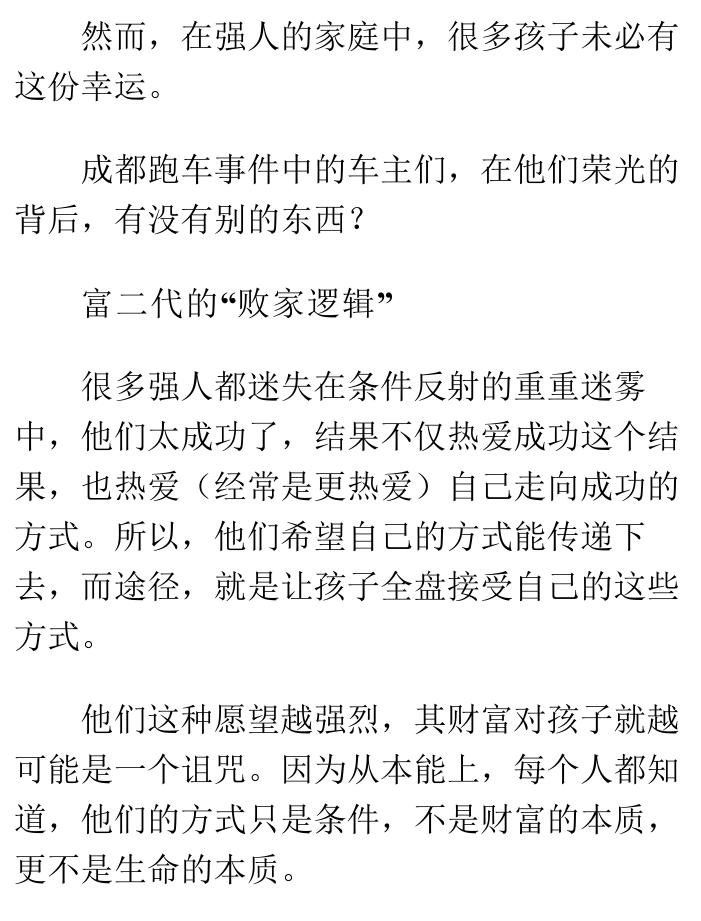 然而，在强人的家庭中，很多孩子未必有
这份幸运。
成都跑车事件中的车主们，在他们荣光的
背后，有没有别的东西？
富二代的“败家逻辑”
很多强人都迷失在条件反射的重重迷雾
中，他们太成功了，结果不仅热爱成功这个结
果，也热爱（经常是更热爱）自己走向成功的
方式。所以，他们希望自己的方式能传递下
去，而途径，就是让孩子全盘接受自己的这些
方式。
他们这种愿望越强烈，其财富对孩子就越
可能是一个诅咒。因为从本能上，每个人都知
道，他们的方式只是条件，不是财富的本质，
更不是生命的本质。